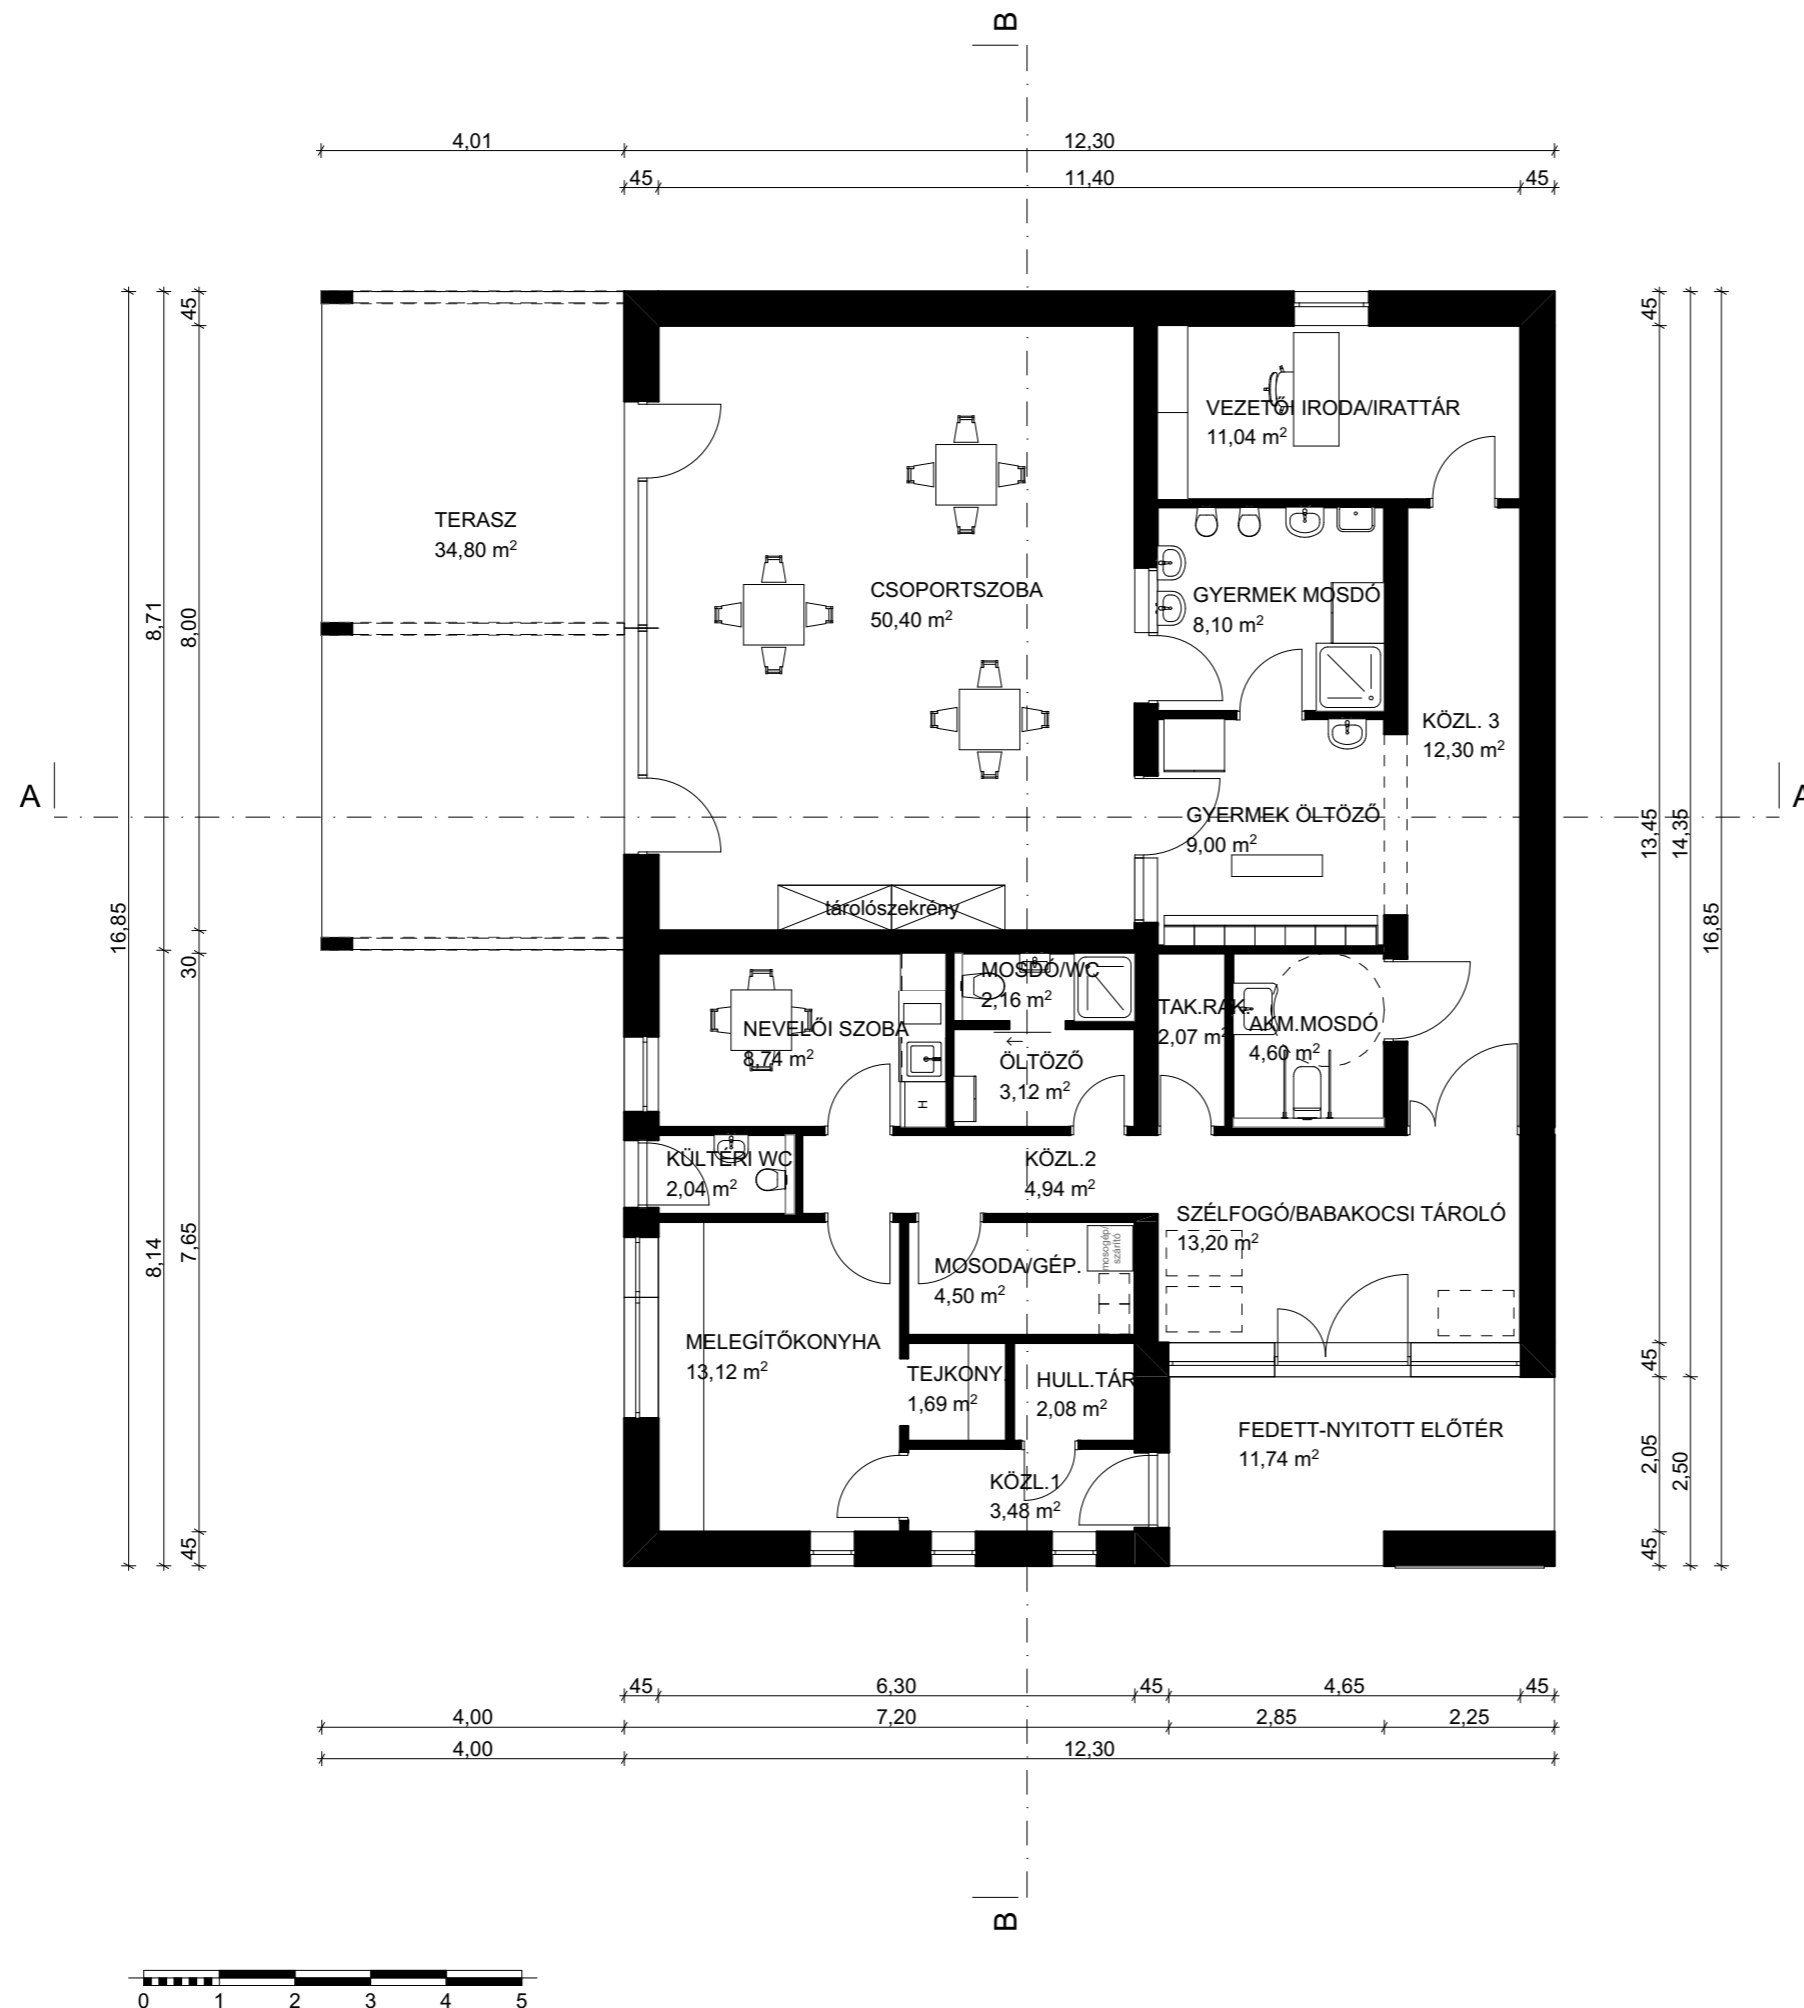 B
4,01
12,30
45
11,40
45
45
8,00
30
7,65
45
8,71
8,14
16,85
45
13,45
45
2,05
45
14,35
2,50
16,85
VEZETŐI IRODA/IRATTÁR
11,04 m²
TERASZ
34,80 m²
CSOPORTSZOBA
50,40 m²
GYERMEK MOSDÓ
8,10 m²
KÖZL. 3
12,30 m²
A
A
GYERMEK ÖLTÖZŐ
9,00 m²
tárolószekrény
MOSDÓ/WC
2,16 m²
NEVELŐI SZOBA
8,74 m²
TAK.RAK.
2,07 m²
AKM.MOSDÓ
4,60 m²
ÖLTÖZŐ
3,12 m²
H
KÜLTÉRI WC
2,04 m²
KÖZL.2
4,94 m²
SZÉLFOGÓ/BABAKOCSI TÁROLÓ
13,20 m²
mosogép/
szárító
MOSODA/GÉP.
4,50 m²
MELEGÍTŐKONYHA
13,12 m²
TEJKONY.
1,69 m²
HULL.TÁR
2,08 m²
FEDETT-NYITOTT ELŐTÉR
11,74 m²
KÖZL.1
3,48 m²
45
6,30
45
4,65
45
4,00
7,20
2,85
2,25
4,00
12,30
B
0 1 2 3 4 5